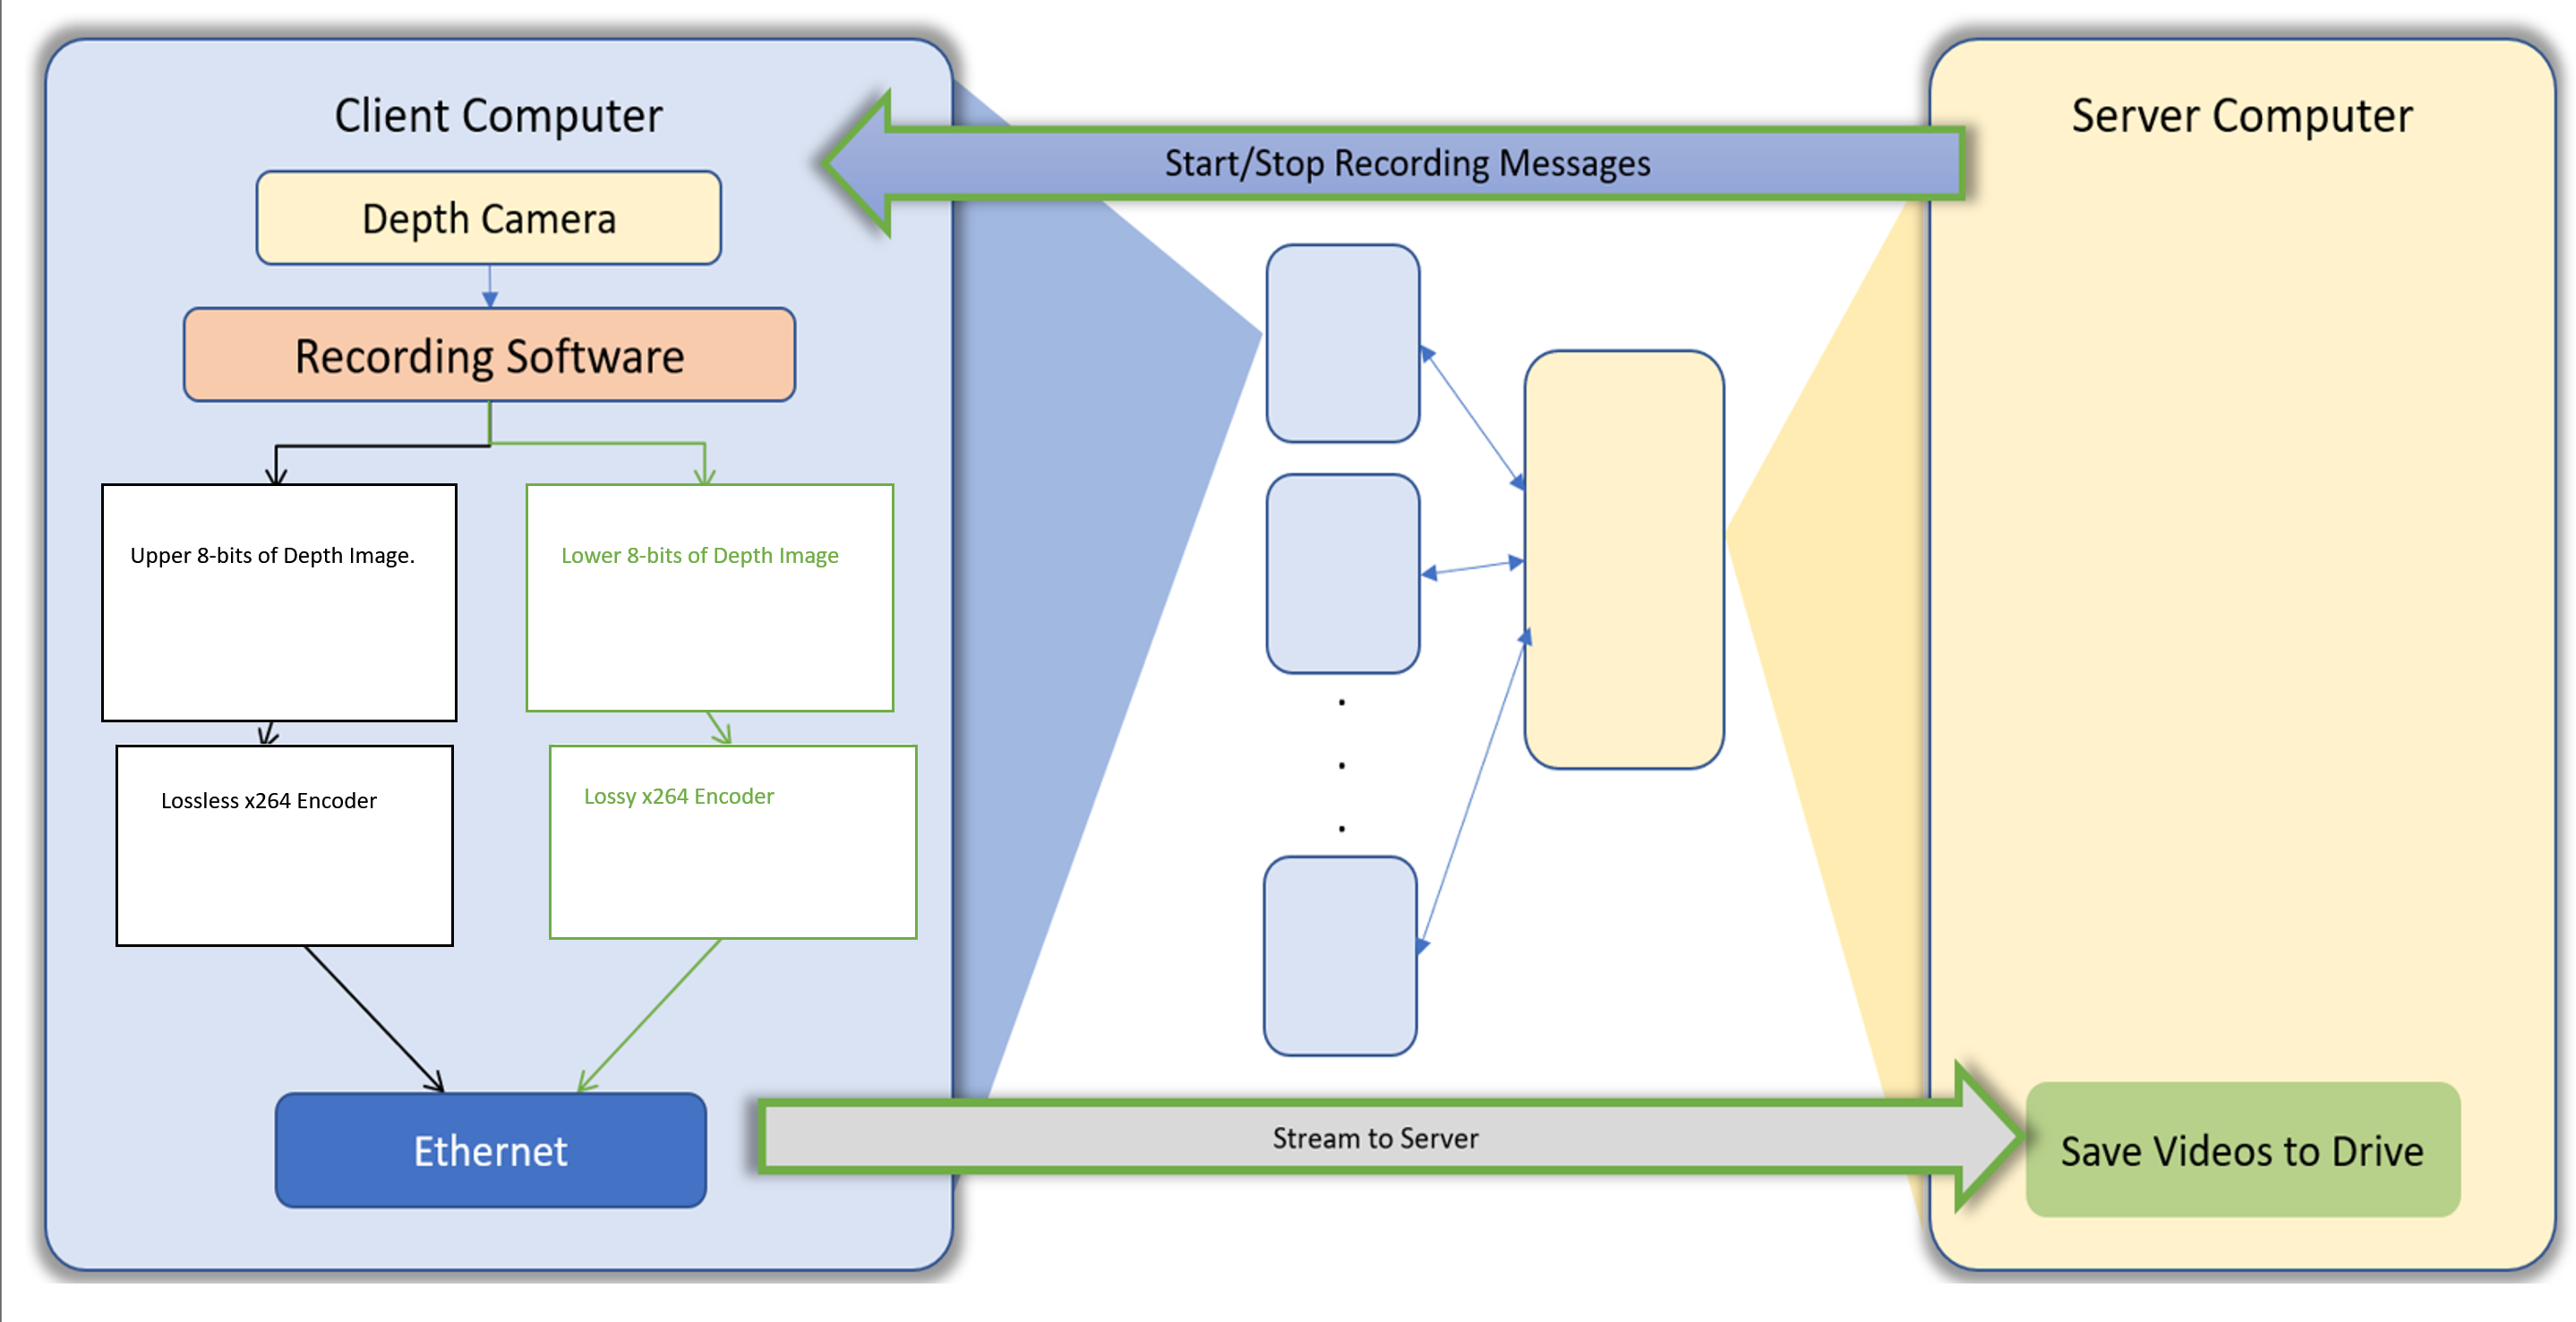 Client Computer
Server Computer
Start/Stop Recording Messages
Depth Camera
Recording Software
Upper 8-bits of Depth Image.
Lower 8-bits of Depth Image
Lossless x264 Encoder
Lossy x264 Encoder
Ethernet
Stream to Server
Save Videos to Drive